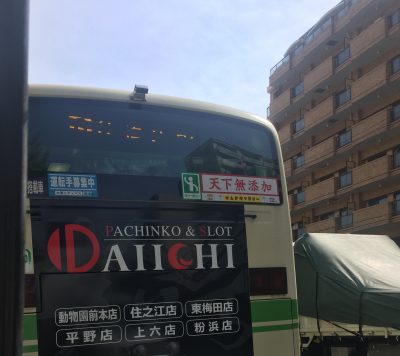 運転手募集中
天下無添加
PACHINKO & SLOT
DAIICHI
動物園前本店 住之江店 東梅田店
平野店 上六店 粉浜店